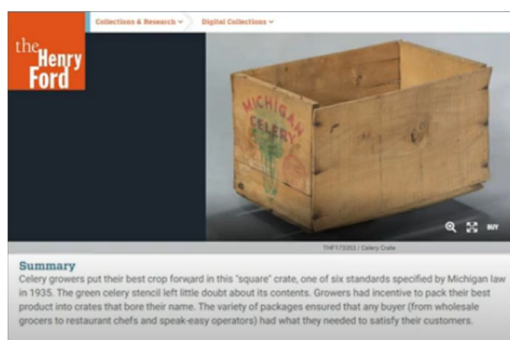 Collections & Research
Digital Collections
the
Henry
Ford
MICHIGAN
CELERY
BUY
THF173353 / Celery Crate
Summary
Celery growers put their best crop forward in this "square" crate, one of six standards specified by Michigan law
in 1935. The green celery stencil left little doubt about its contents. Growers had incentive to pack their best
product into crates that bore their name. The variety of packages ensured that any buyer (from wholesale
grocers to restaurant chefs and speak-easy operators) had what they needed to satisfy their customers.